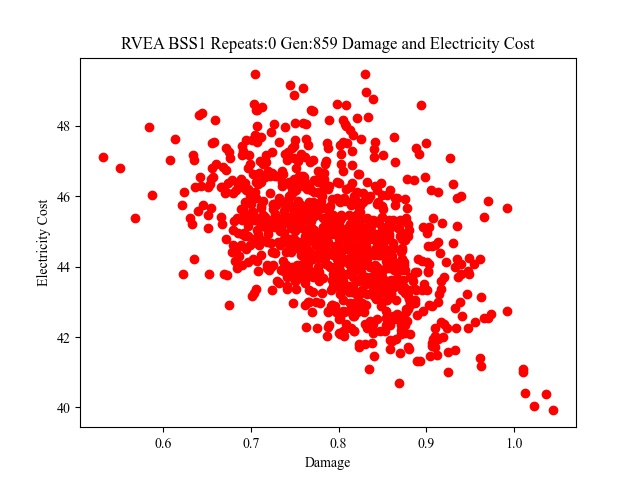 RVEA BSS1 Repeats:0 Gen:859 Damage and Electricity Cost
48
46
44
42
40
Electricity Cost
0.6 0.7 0.8 0.9 1.0
Damage